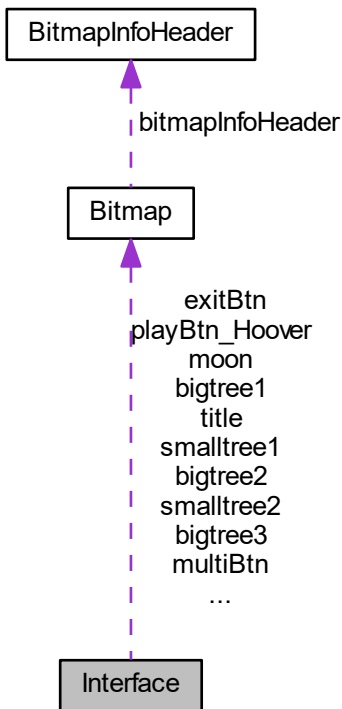 BitmapInfoHeader
bitmapInfoHeader
Bitmap
exitBtn
playBtn_Hoover
moon
bigtree1
title
smalltree1
bigtree2
smalltree2
bigtree3
multiBtn
...
Interface